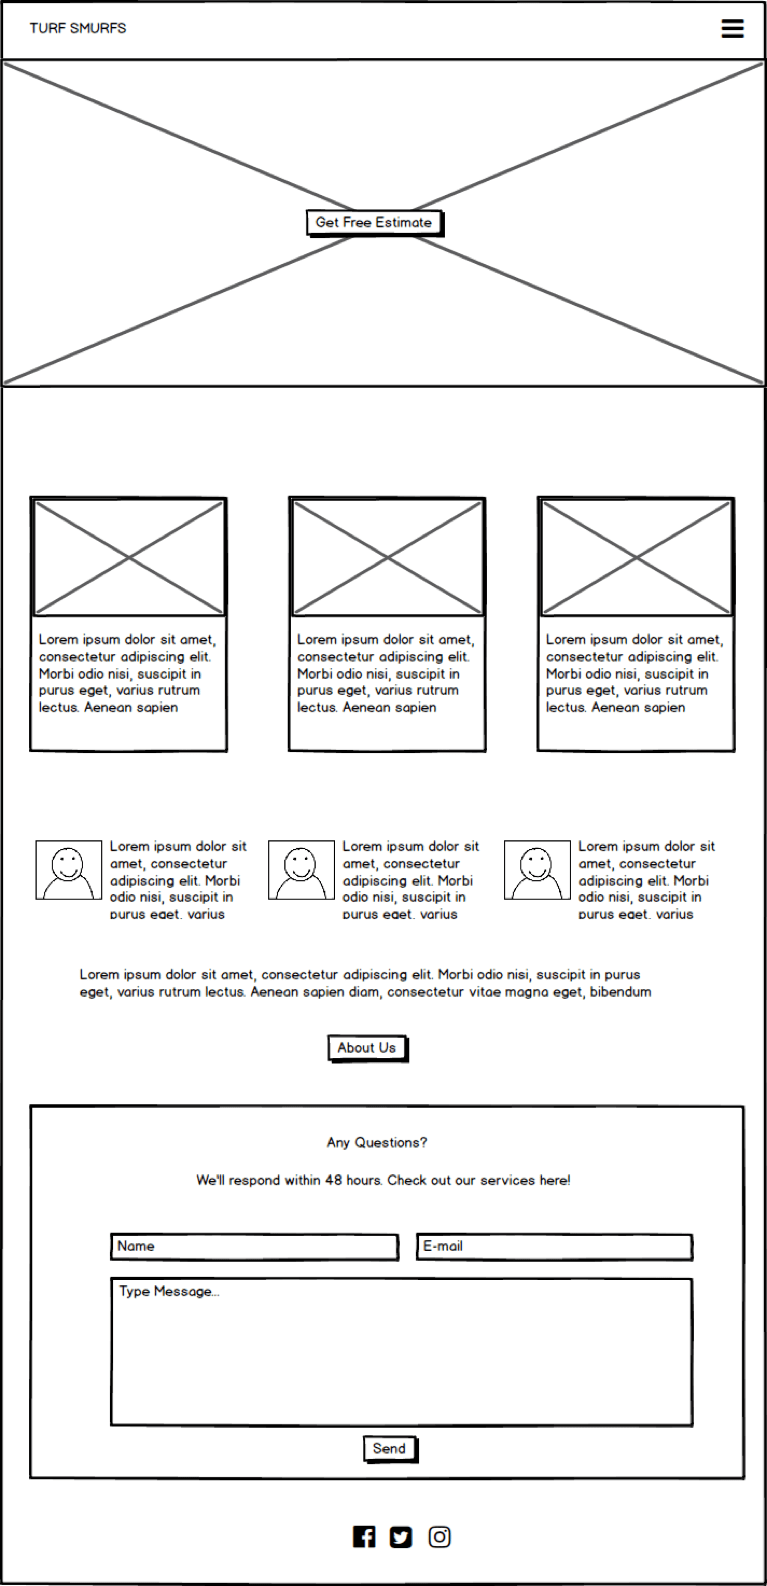 TURF SMURFS
Get Free Estimate
Lorem ipsum dolor sit amet,
consectetur adipiscing elit.
Morbi odio nisi, suscipit in
purus eget, varius rutrum
lectus. Aenean sapien
Lorem ipsum dolor sit amet,
consectetur adipiscing elit.
Morbi odio nisi, suscipit in
purus eget, varius rutrum
lectus. Aenean sapien
Lorem ipsum dolor sit amet,
consectetur adipiscing elit.
Morbi odio nisi, suscipit in
purus eget, varius rutrum
lectus. Aenean sapien
Lorem ipsum dolor sit
amet, consectetur
adipiscing elit. Morbi
odio nisi, suscipit in
purus eget, varius
Lorem ipsum dolor sit
amet, consectetur
adipiscing elit. Morbi
odio nisi, suscipit in
purus eget, varius
Lorem ipsum dolor sit
amet, consectetur
adipiscing elit. Morbi
odio nisi, suscipit in
purus eget, varius
Lorem ipsum dolor sit amet, consectetur adipiscing elit. Morbi odio nisi, suscipit in purus
eget, varius rutrum lectus. Aenean sapien diam, consectetur vitae magna eget, bibendum
About Us
Any Questions?
We'll respond within 48 hours. Check out our services here!
Name
E-mail
Type Message...
Send